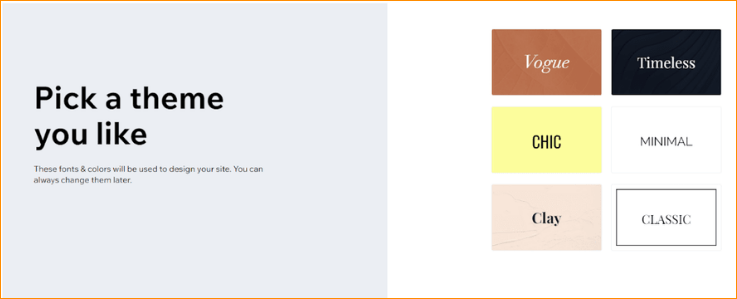 Pick a theme
you like
These fonts & colors will be used to design your site. You can
always change them later.
Vogue
Timeless
CHIC
MINIMAL
Clay
CLASSIC